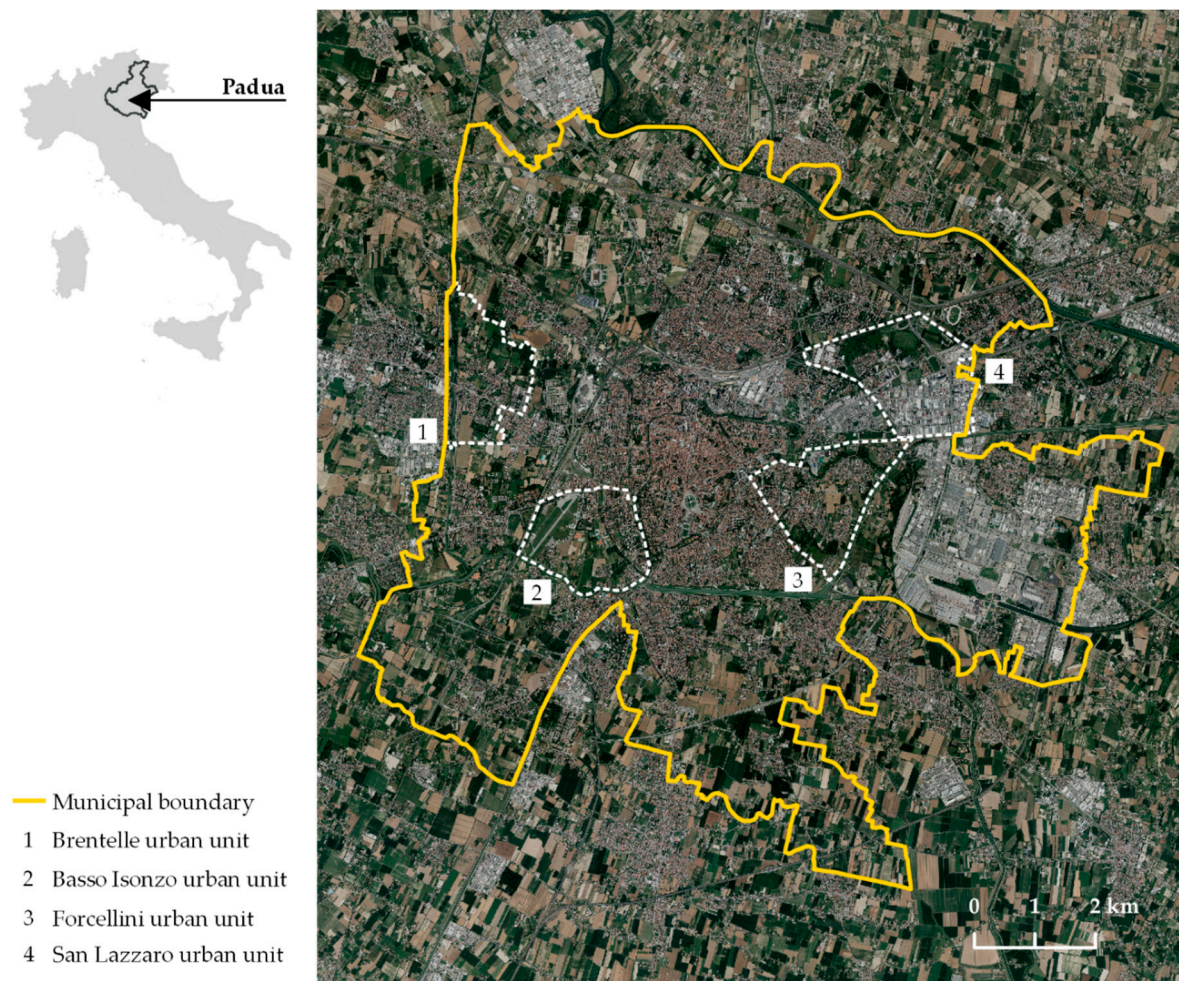 Padua
1
2
3
4
Municipal boundary
1 Brentelle urban unit
2 Basso Isonzo urban unit
3 Forcellini urban unit
4 San Lazzaro urban unit
0 1 2 km